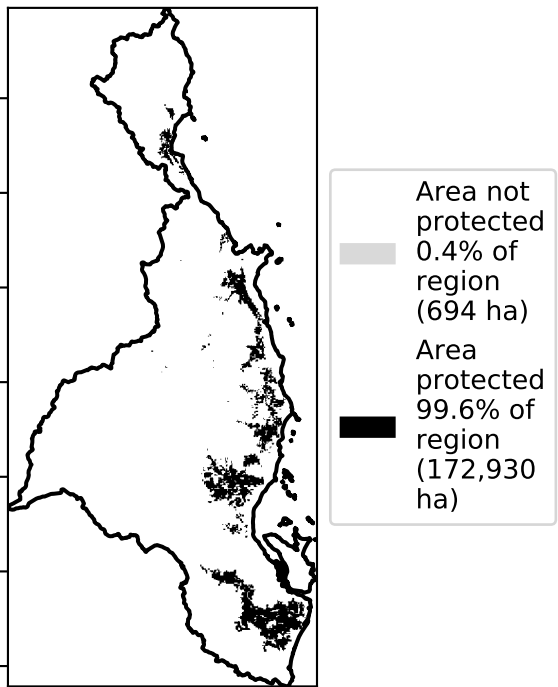 Area not
protected
0.4% of
region
(694 ha)
Area
protected
99.6% of
region
(172,930
ha)